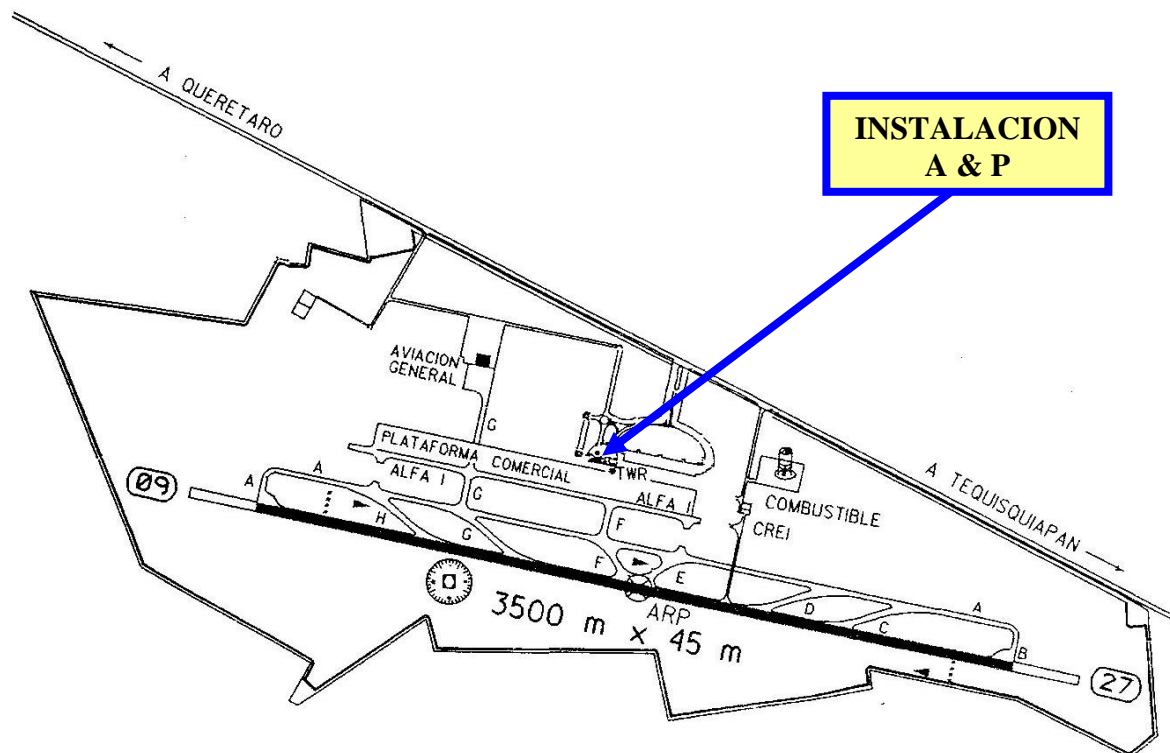 A QUERETARO
INSTALACION
A & P
AVIACION
GENERAL
G
PLATAFORMA COMERCIAL
TWR
A TEQUISQUIAPAN
09
A
A
ALFA I
G
ALFA I
COMBUSTIBLE
CREI
H
G
F
F
E
ARP
D
C
A
B
3500 m x 45 m
27